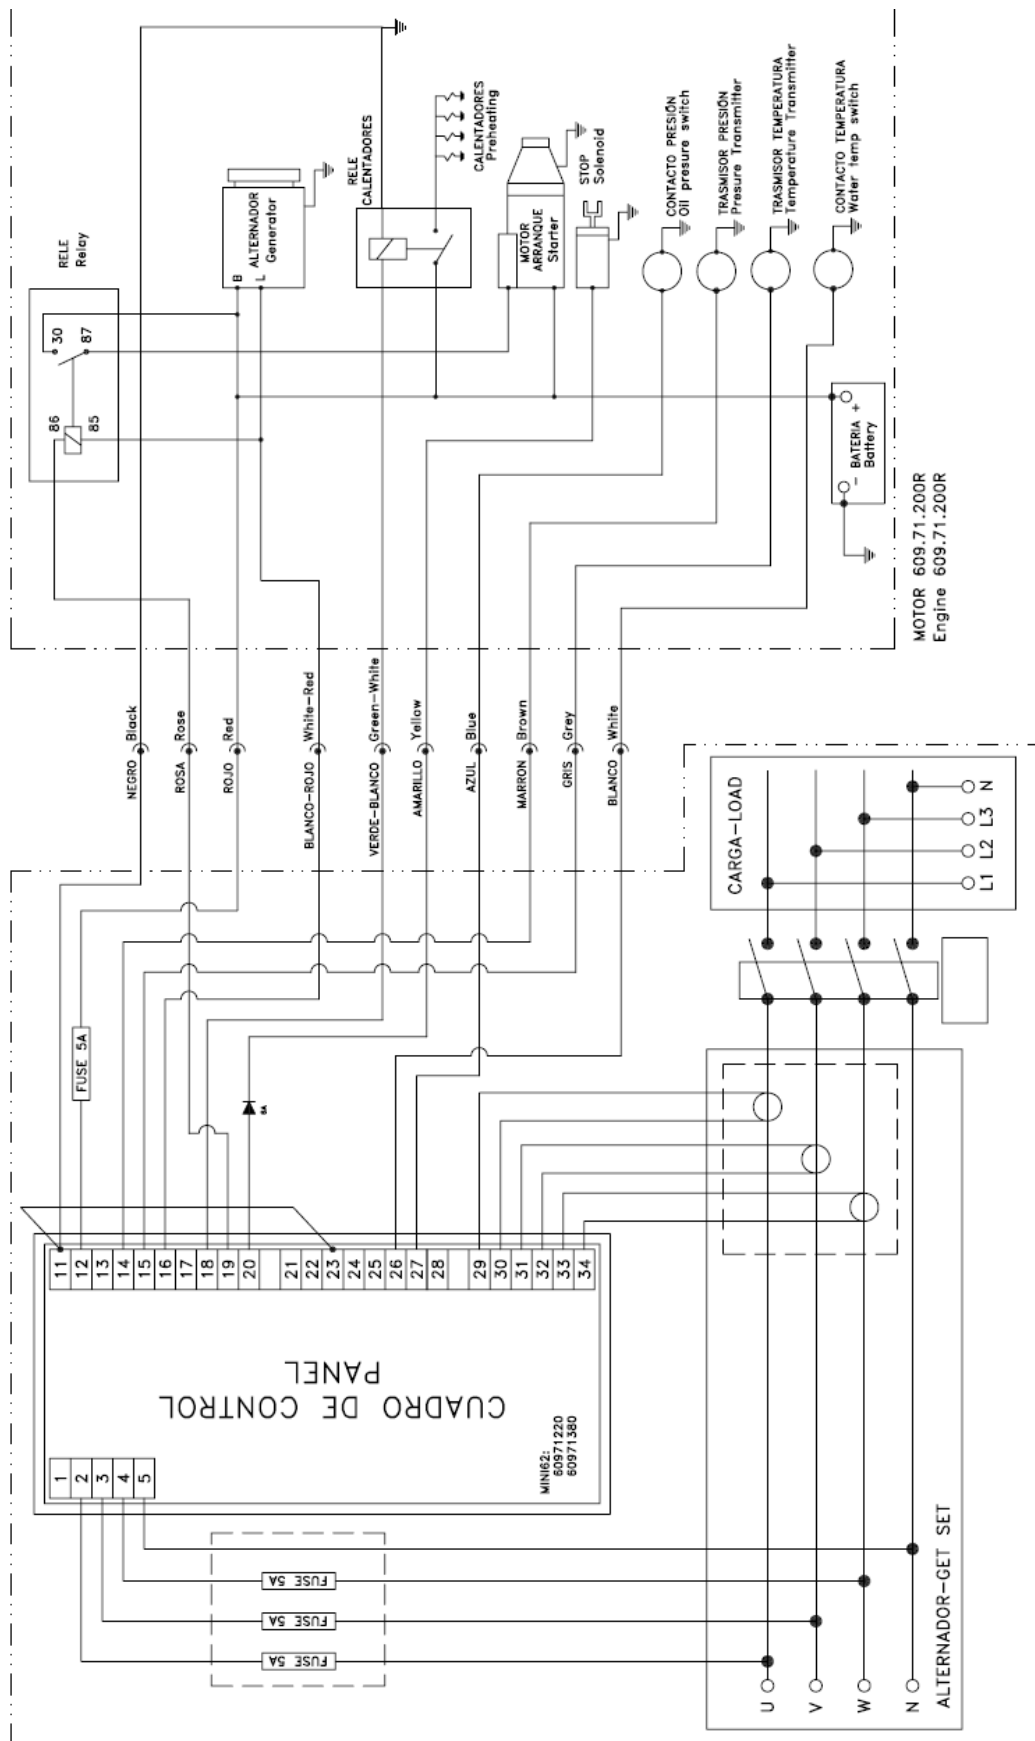 RELE
Relay
30
87
86
85
B
L
ALTERNADOR
Generator
RELE
CALENTADORES
CALENTADORES
Preheating
MOTOR
ARRANQUE
Starter
STOP
Solenoid
CONTACTO PRESIÓN
Oil presure switch
TRASMISOR PRESIÓN
Presure Transmitter
TRASMISOR TEMPERATURA
Temperature Transmitter
CONTACTO TEMPERATURA
Water temp switch
- BATERIA +
Battery
MOTOR 609.71.200R
Engine 609.71.200R
NEGRO Black
ROSA Rose
ROJO Red
BLANCO-ROJO White-Red
VERDE-BLANCO Green-White
AMARILLO Yellow
AZUL Blue
MARRON Brown
GRIS Grey
BLANCO White
CARGA-LOAD
L1
L2
L3
N
FUSE 5A
6A
11
12
13
14
15
16
17
18
19
20
21
22
23
24
25
26
27
28
29
30
31
32
33
34
CUADRO DE CONTROL
PANEL
MINI62:
60971220
60971380
1
2
3
4
5
FUSE 5A
FUSE 5A
FUSE 5A
U
V
W
N
ALTERNADOR-GET SET